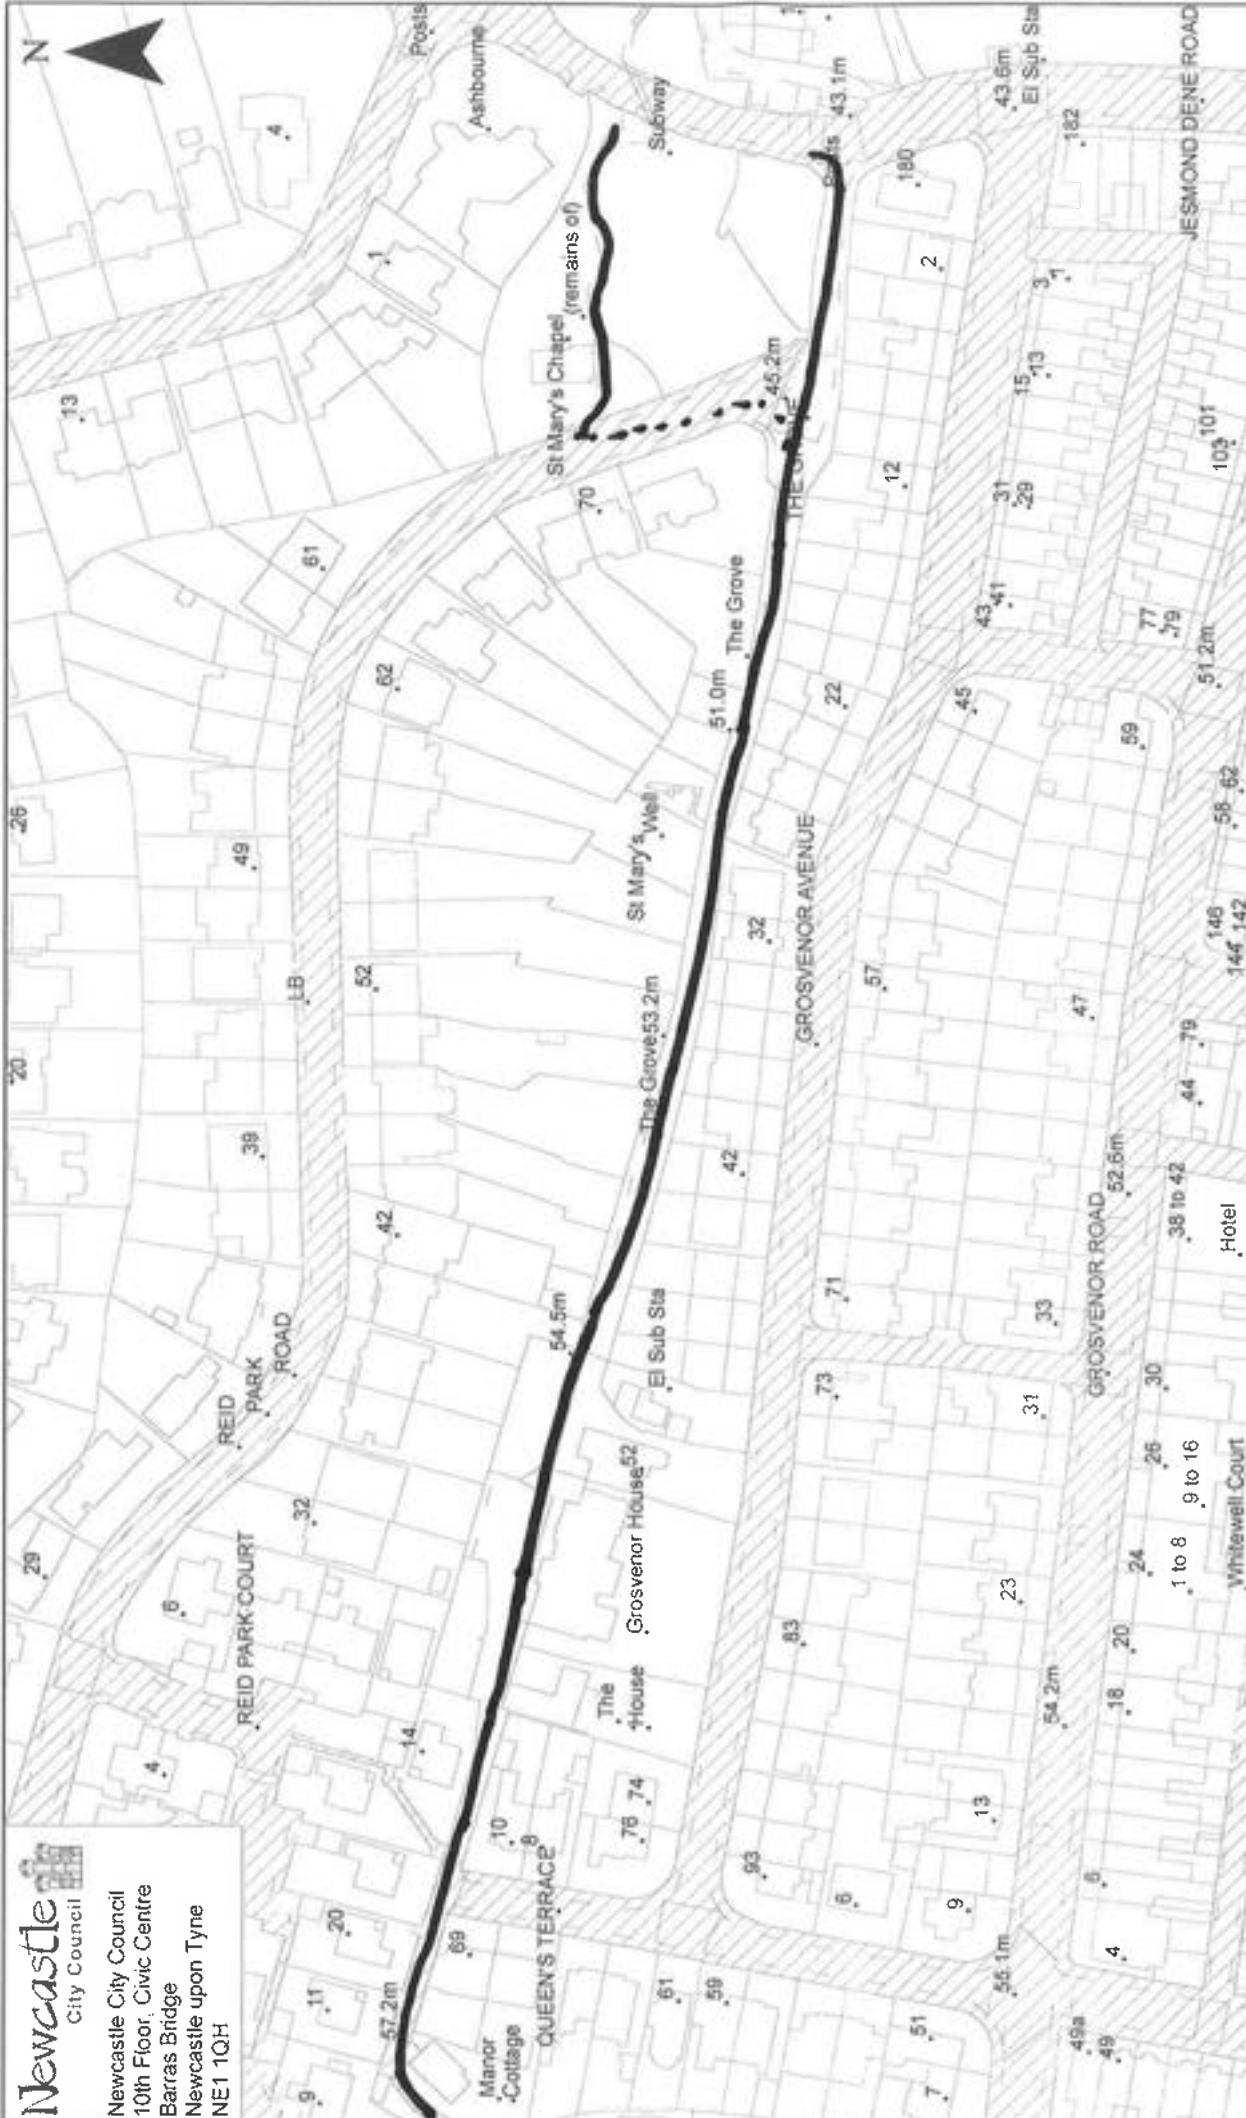 Newcastle
City Council
Newcastle City Council
10th Floor, Civic Centre
Barras Bridge
Newcastle upon Tyne
NE1 1QH
N
29
20
26
13
4
Posts
Ashbourne
1
6
4
REID PARK COURT
REID
PARK
ROAD
39
LB
49
61
32
42
52
62
70
St Mary's Chapel
(remains of)
Subway
14
20
11
9
57.2m
54.5m
The Grove
53.2m
St Mary's Well
51.0m
The Grove
45.2m
THE GROVE
43.1m
69
10
8
QUEEN'S TERRACE
Manor
Cottage
The
House
Grosvenor House
52
El Sub Sta
76
74
61
59
42
32
22
12
2
180
43.6m
El Sub Sta
182
JESMOND DENE ROAD
GROSVENOR AVENUE
93
83
73
71
57
45
43
41
31
29
15
13
3
1
6
9
13
23
31
33
47
59
77
79
103
101
51.2m
51
7
55.1m
54.2m
GROSVENOR ROAD
52.6m
49a
49
4
6
18
20
24
26
30
1 to 8
9 to 16
Whitewell Court
38 to 42
Hotel
44
79
146
144
142
58
62